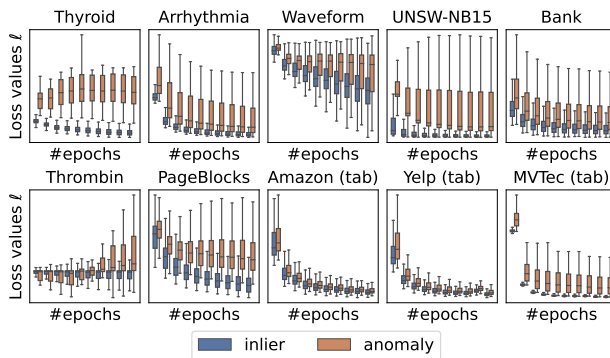 Thyroid Arrhythmia Waveform UNSW-NB15 Bank
Loss values ℓ
#epochs #epochs #epochs #epochs #epochs
Thrombin PageBlocks Amazon (tab) Yelp (tab) MVTec (tab)
Loss values ℓ
#epochs #epochs #epochs #epochs #epochs
inlier anomaly